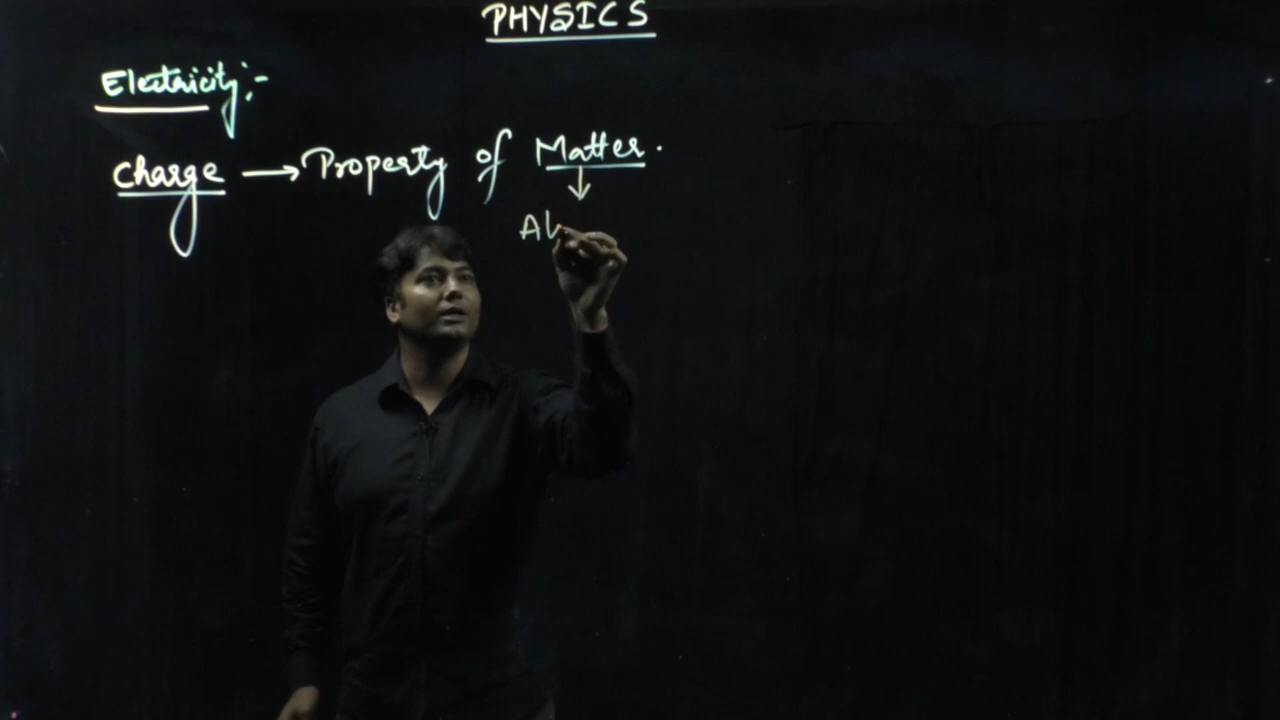 PHYSICS
Electricity:-
Charge → Property of Matter.
↓